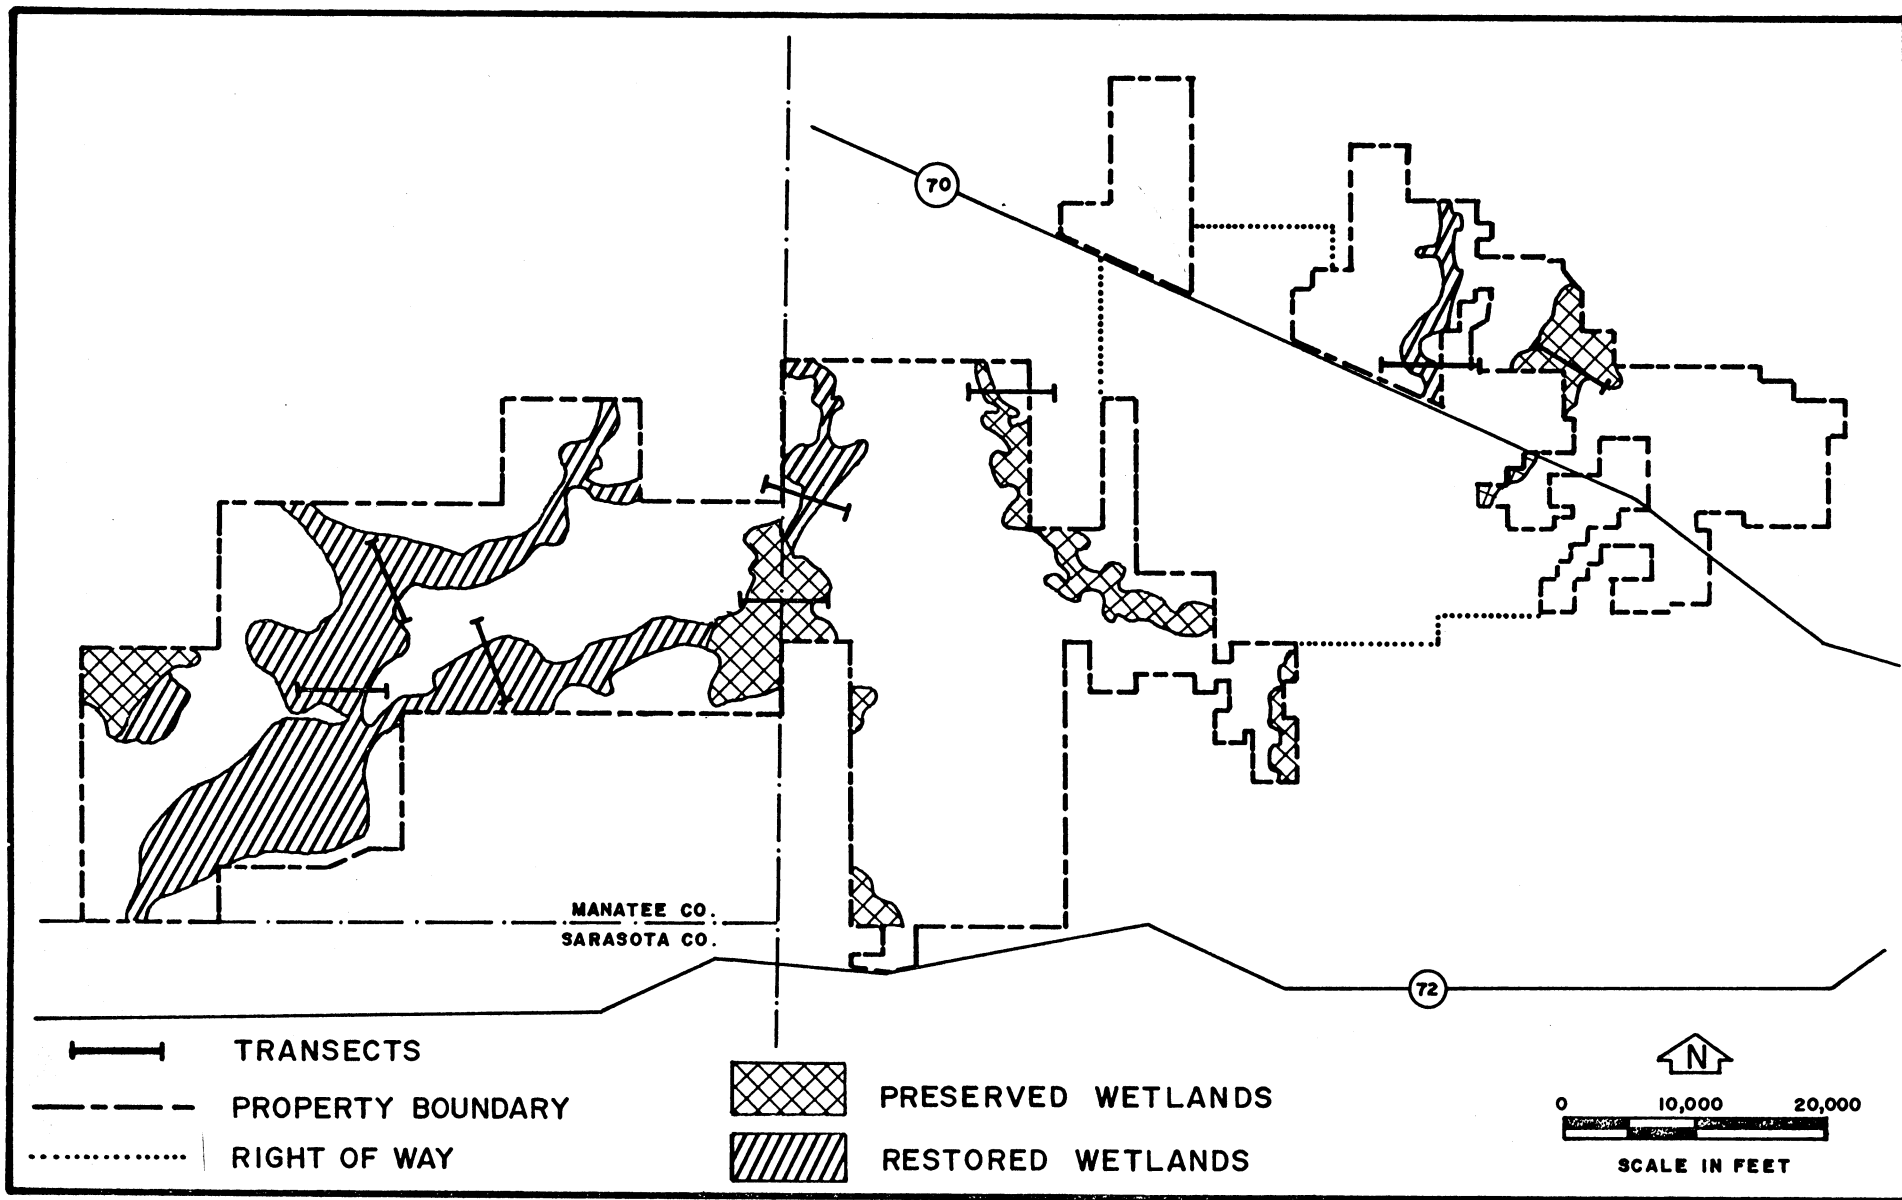 70
MANATEE CO.
SARASOTA CO.
72
TRANSECTS
PROPERTY BOUNDARY
RIGHT OF WAY
PRESERVED WETLANDS
RESTORED WETLANDS
N
0 10,000 20,000
SCALE IN FEET